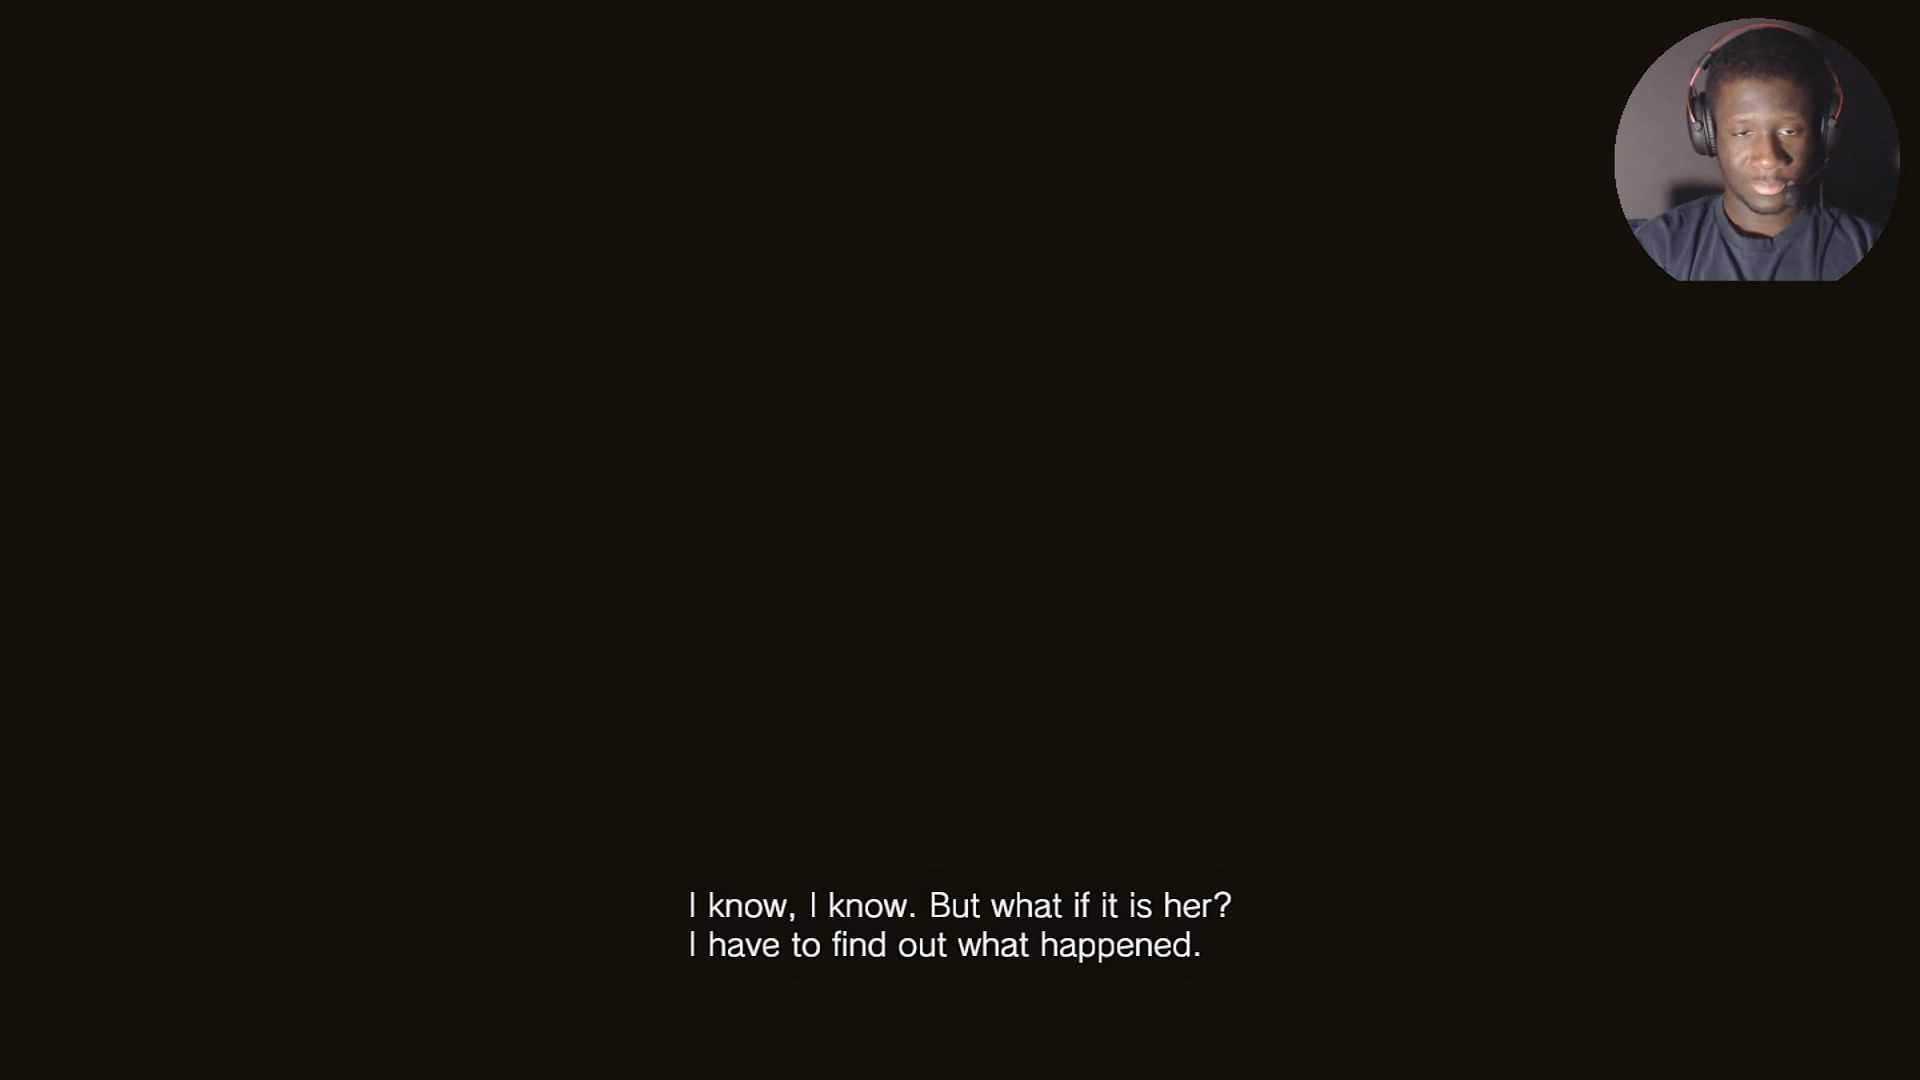 I know, I know. But what if it is her?
I have to find out what happened.